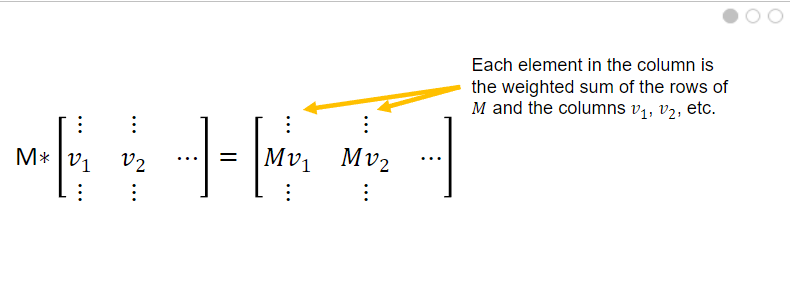 Each element in the column is
the weighted sum of the rows of
M and the columns v₁, v₂, etc.
⋮ ⋮ ⋮ ⋮
M* [ v₁ v₂ ⋯ ] = [ Mv₁ Mv₂ ⋯ ]
⋮ ⋮ ⋮ ⋮